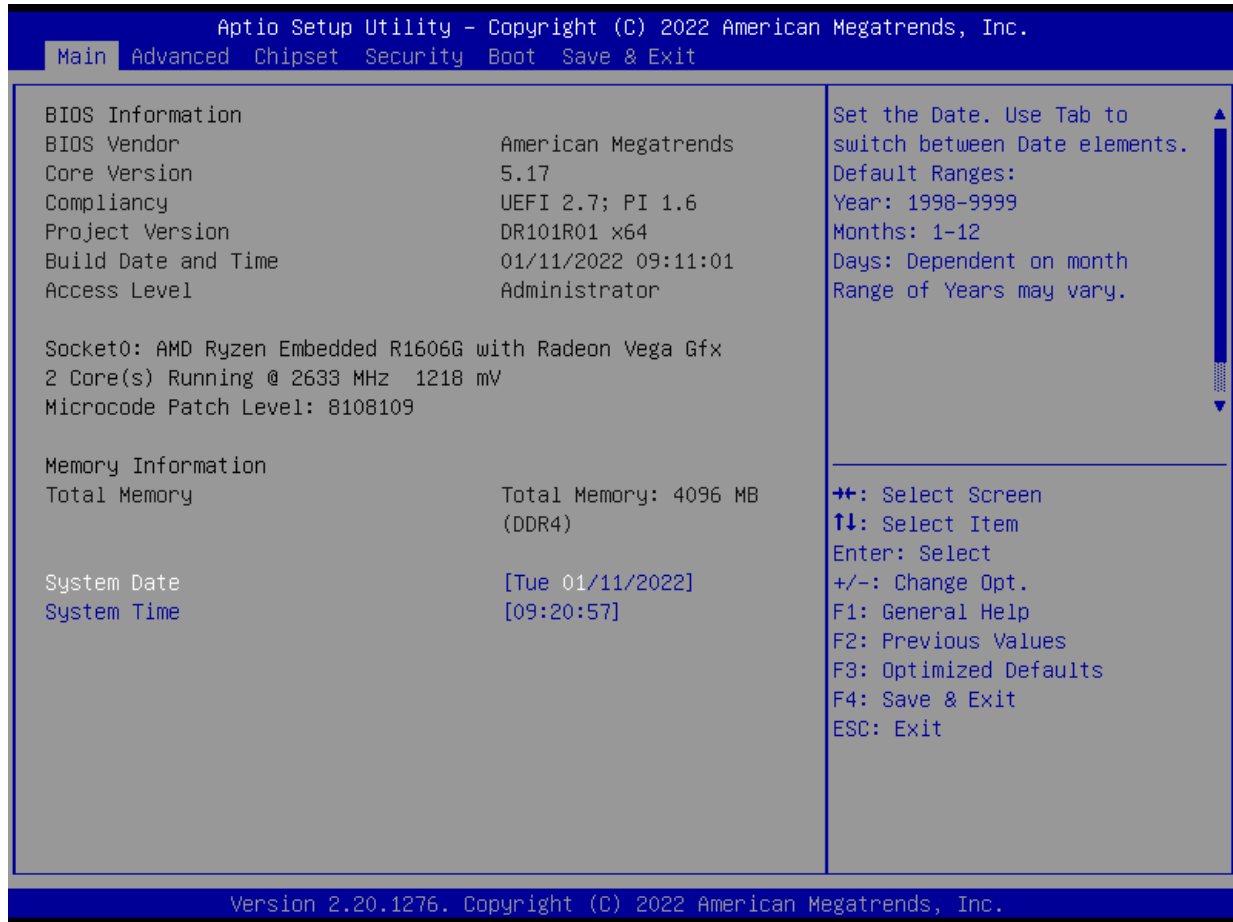 Aptio Setup Utility – Copyright (C) 2022 American Megatrends, Inc.
Main Advanced Chipset Security Boot Save & Exit
BIOS Information
BIOS Vendor American Megatrends
Core Version 5.17
Compliancy UEFI 2.7; PI 1.6
Project Version DR101R01 x64
Build Date and Time 01/11/2022 09:11:01
Access Level Administrator
Socket0: AMD Ryzen Embedded R1606G with Radeon Vega Gfx
2 Core(s) Running @ 2633 MHz 1218 mV
Microcode Patch Level: 8108109
Memory Information
Total Memory Total Memory: 4096 MB
(DDR4)
System Date [Tue 01/11/2022]
System Time [09:20:57]
Set the Date. Use Tab to
switch between Date elements.
Default Ranges:
Year: 1998-9999
Months: 1-12
Days: Dependent on month
Range of Years may vary.
→←: Select Screen
↑↓: Select Item
Enter: Select
+/-: Change Opt.
F1: General Help
F2: Previous Values
F3: Optimized Defaults
F4: Save & Exit
ESC: Exit
Version 2.20.1276. Copyright (C) 2022 American Megatrends, Inc.